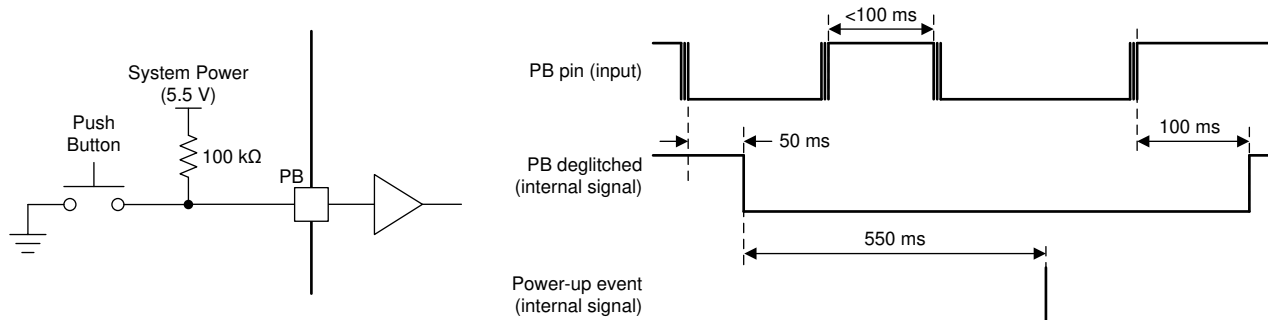 System Power
(5.5 V)
Push
Button
100 kΩ
PB
<100 ms
PB pin (input)
50 ms
100 ms
PB deglitched
(internal signal)
550 ms
Power-up event
(internal signal)